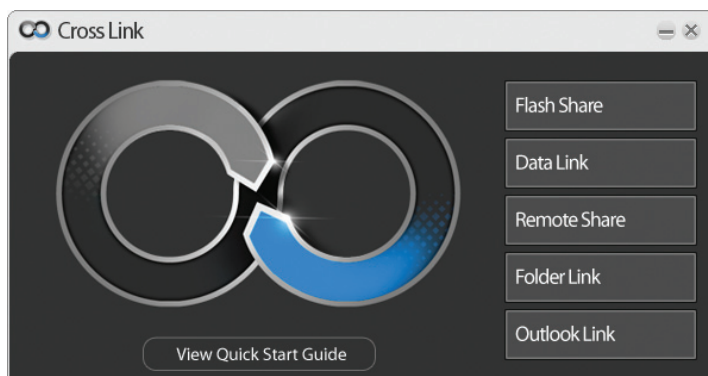 Cross Link
Flash Share
Data Link
Remote Share
Folder Link
Outlook Link
View Quick Start Guide